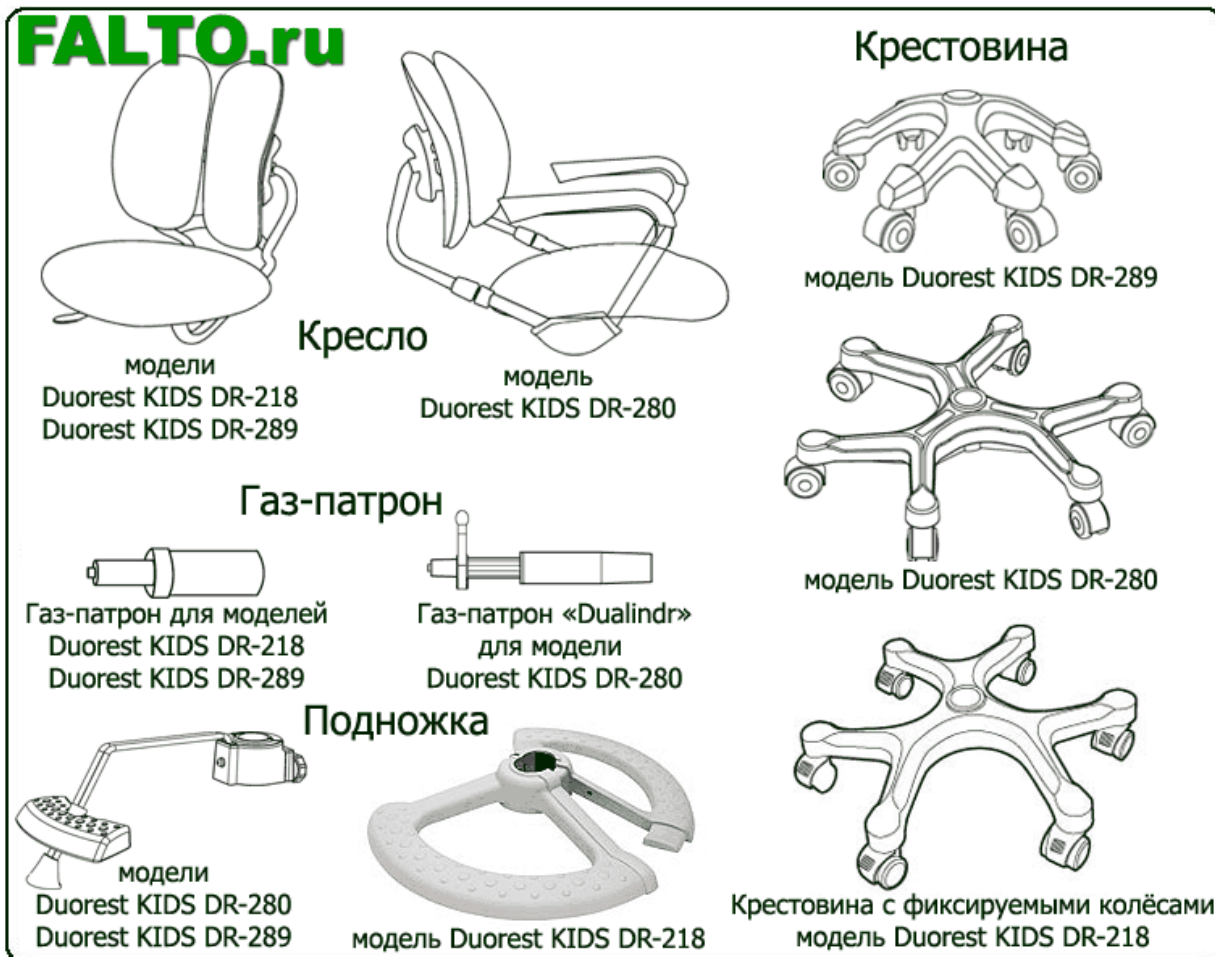 FALTO.ru
Крестовина
модель Duorest KIDS DR-289
Кресло
модели
Duorest KIDS DR-218
Duorest KIDS DR-289
модель
Duorest KIDS DR-280
модель Duorest KIDS DR-280
Газ-патрон
Газ-патрон для моделей
Duorest KIDS DR-218
Duorest KIDS DR-289
Газ-патрон «Dualindr»
для модели
Duorest KIDS DR-280
Подножка
модели
Duorest KIDS DR-280
Duorest KIDS DR-289
модель Duorest KIDS DR-218
Крестовина с фиксируемыми колёсами
модель Duorest KIDS DR-218